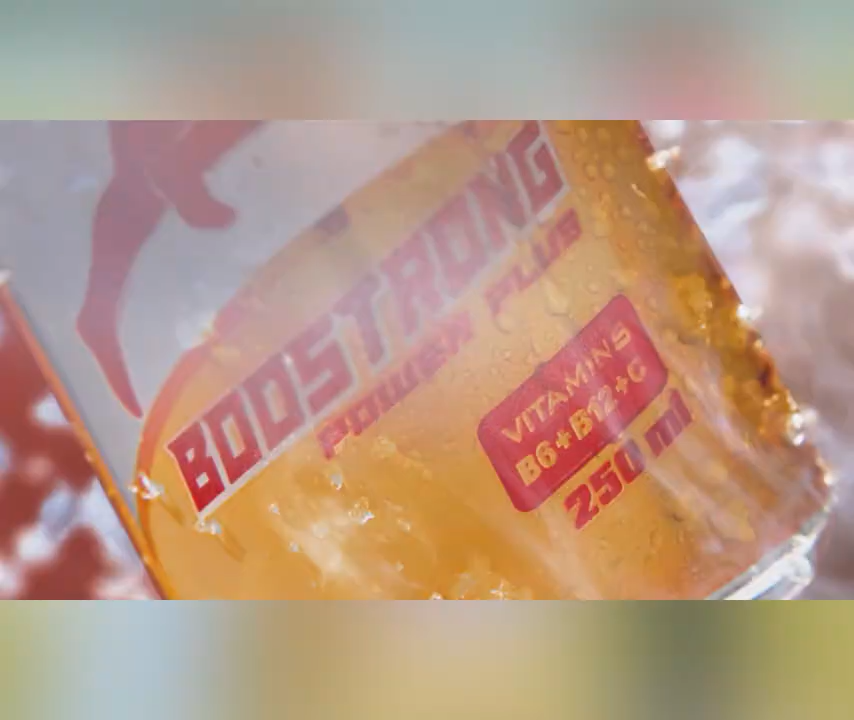 BOOSTRONG
POWER PLUS
VITAMINS
B6+B12+C
250 ml